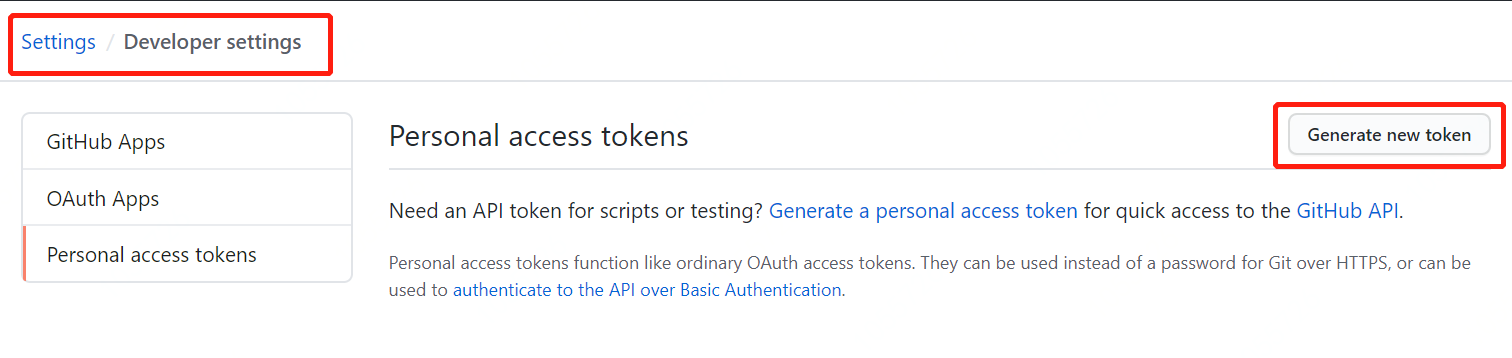 Settings / Developer settings
GitHub Apps
OAuth Apps
Personal access tokens
Personal access tokens
Generate new token
Need an API token for scripts or testing? Generate a personal access token for quick access to the GitHub API.
Personal access tokens function like ordinary OAuth access tokens. They can be used instead of a password for Git over HTTPS, or can be
used to authenticate to the API over Basic Authentication.